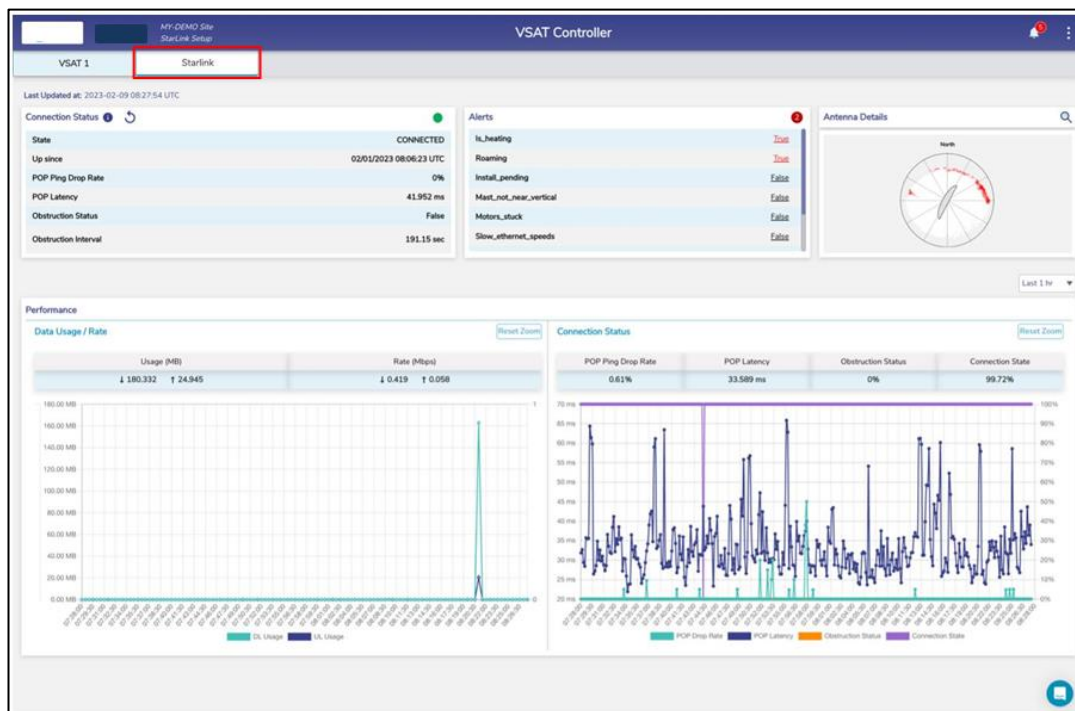 MY-DEMO Site
StarLink Setup
VSAT Controller
5
VSAT 1
Starlink
Last Updated at: 2023-02-09 08:27:54 UTC
Connection Status
State CONNECTED
Up since 02/01/2023 08:06:23 UTC
POP Ping Drop Rate 0%
POP Latency 41.952 ms
Obstruction Status False
Obstruction Interval 191.15 sec
Alerts 2
Is_heating True
Roaming True
Install_pending False
Mast_not_near_vertical False
Motors_stuck False
Slow_ethernet_speeds False
Antenna Details
North
Last 1 hr
Performance
Data Usage / Rate Reset Zoom
Usage (MB) Rate (Mbps)
↓ 180.332 ↑ 24.945 ↓ 0.419 ↑ 0.058
180.00 MB 1
160.00 MB
140.00 MB
120.00 MB
100.00 MB
80.00 MB
60.00 MB
40.00 MB
20.00 MB
0.00 MB 0
DL Usage UL Usage
Connection Status Reset Zoom
POP Ping Drop Rate POP Latency Obstruction Status Connection State
0.61% 33.589 ms 0% 99.72%
70 ms 100%
65 ms 90%
60 ms 80%
55 ms 70%
50 ms 60%
45 ms 50%
40 ms 40%
35 ms 30%
30 ms 20%
25 ms 10%
20 ms 0%
POP Drop Rate POP Latency Obstruction Status Connection State